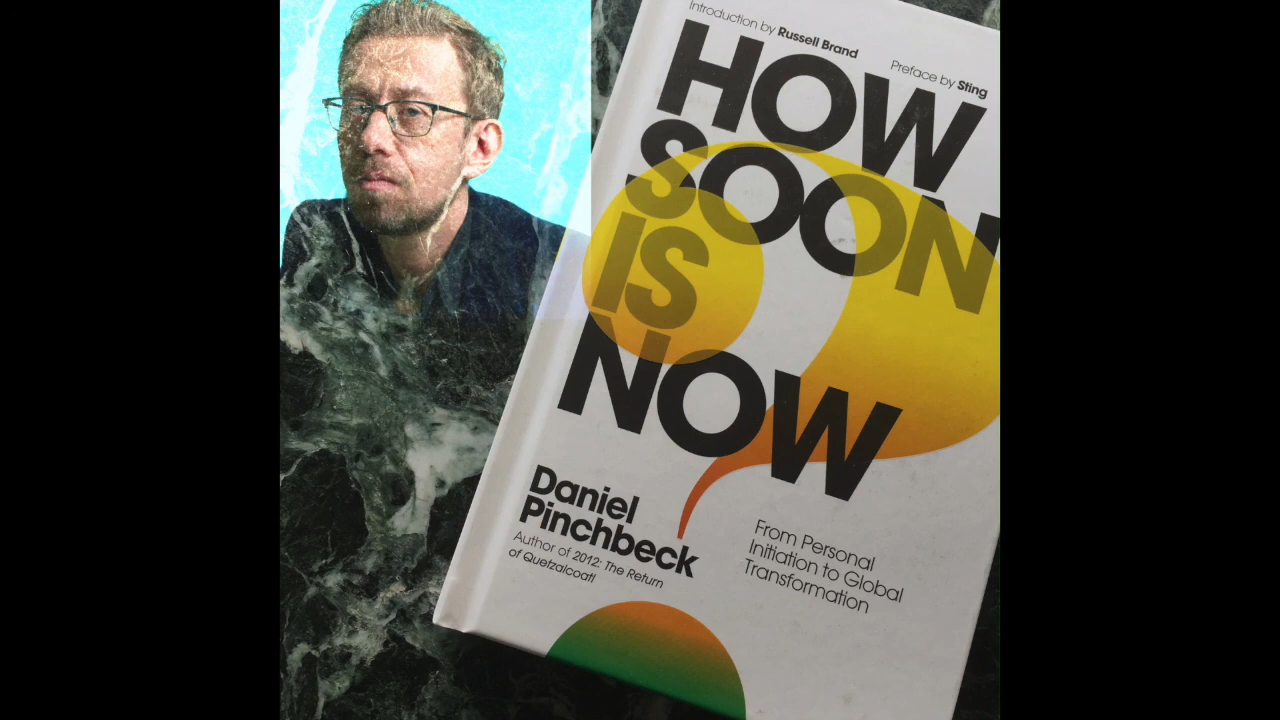 Introduction by Russell Brand
Preface by Sting
HOW
SOON
IS
NOW
Daniel
Pinchbeck
Author of 2012: The Return
of Quetzalcoatl
From Personal
Initiation to Global
Transformation